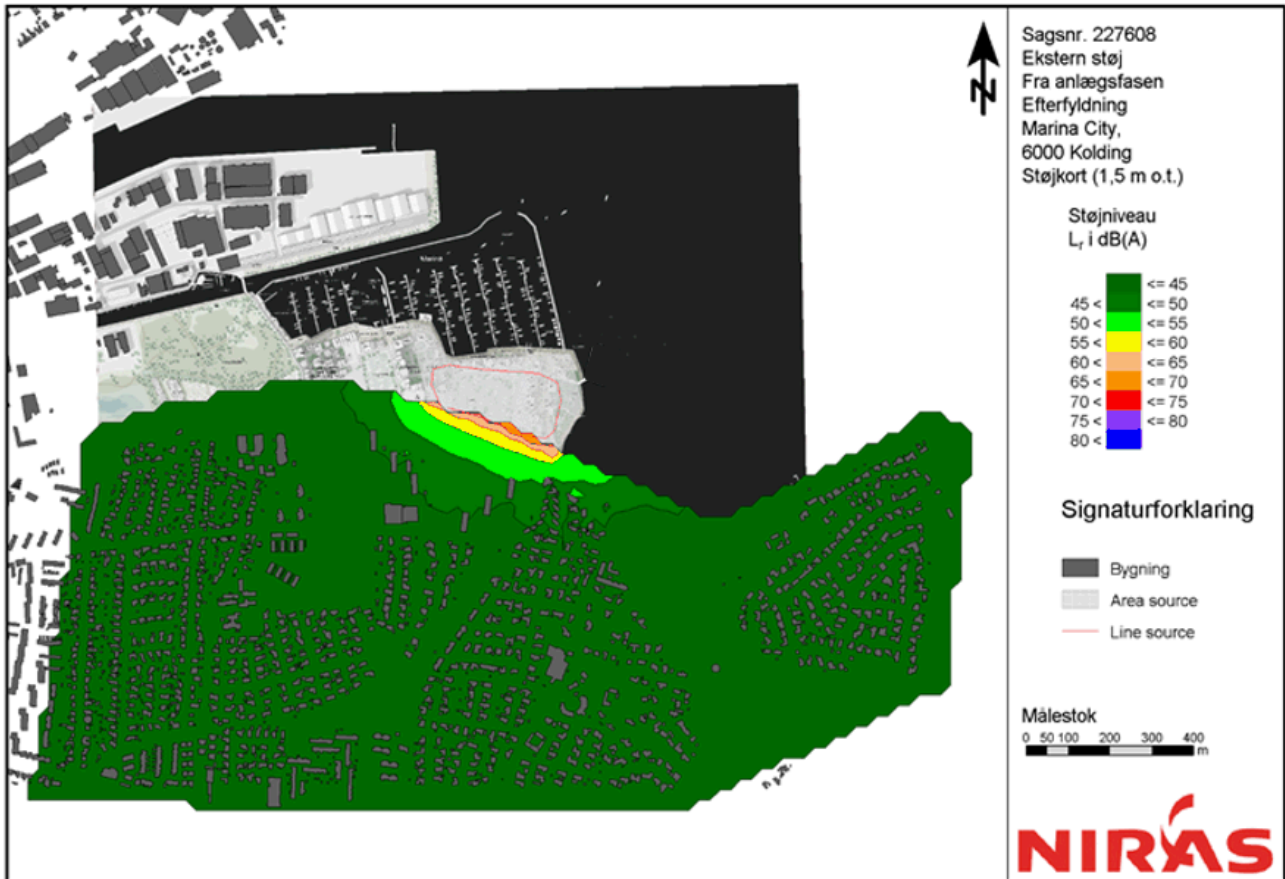 N
Sagsnr. 227608
Ekstern støj
Fra anlægsfasen
Efterfyldning
Marina City,
6000 Kolding
Støjkort (1,5 m o.t.)
Støjniveau
Lr i dB(A)
<= 45
45 < <= 50
50 < <= 55
55 < <= 60
60 < <= 65
65 < <= 70
70 < <= 75
75 < <= 80
80 <
Signaturforklaring
Bygning
Area source
Line source
Målestok
0 50 100 200 300 400
m
NIRAS